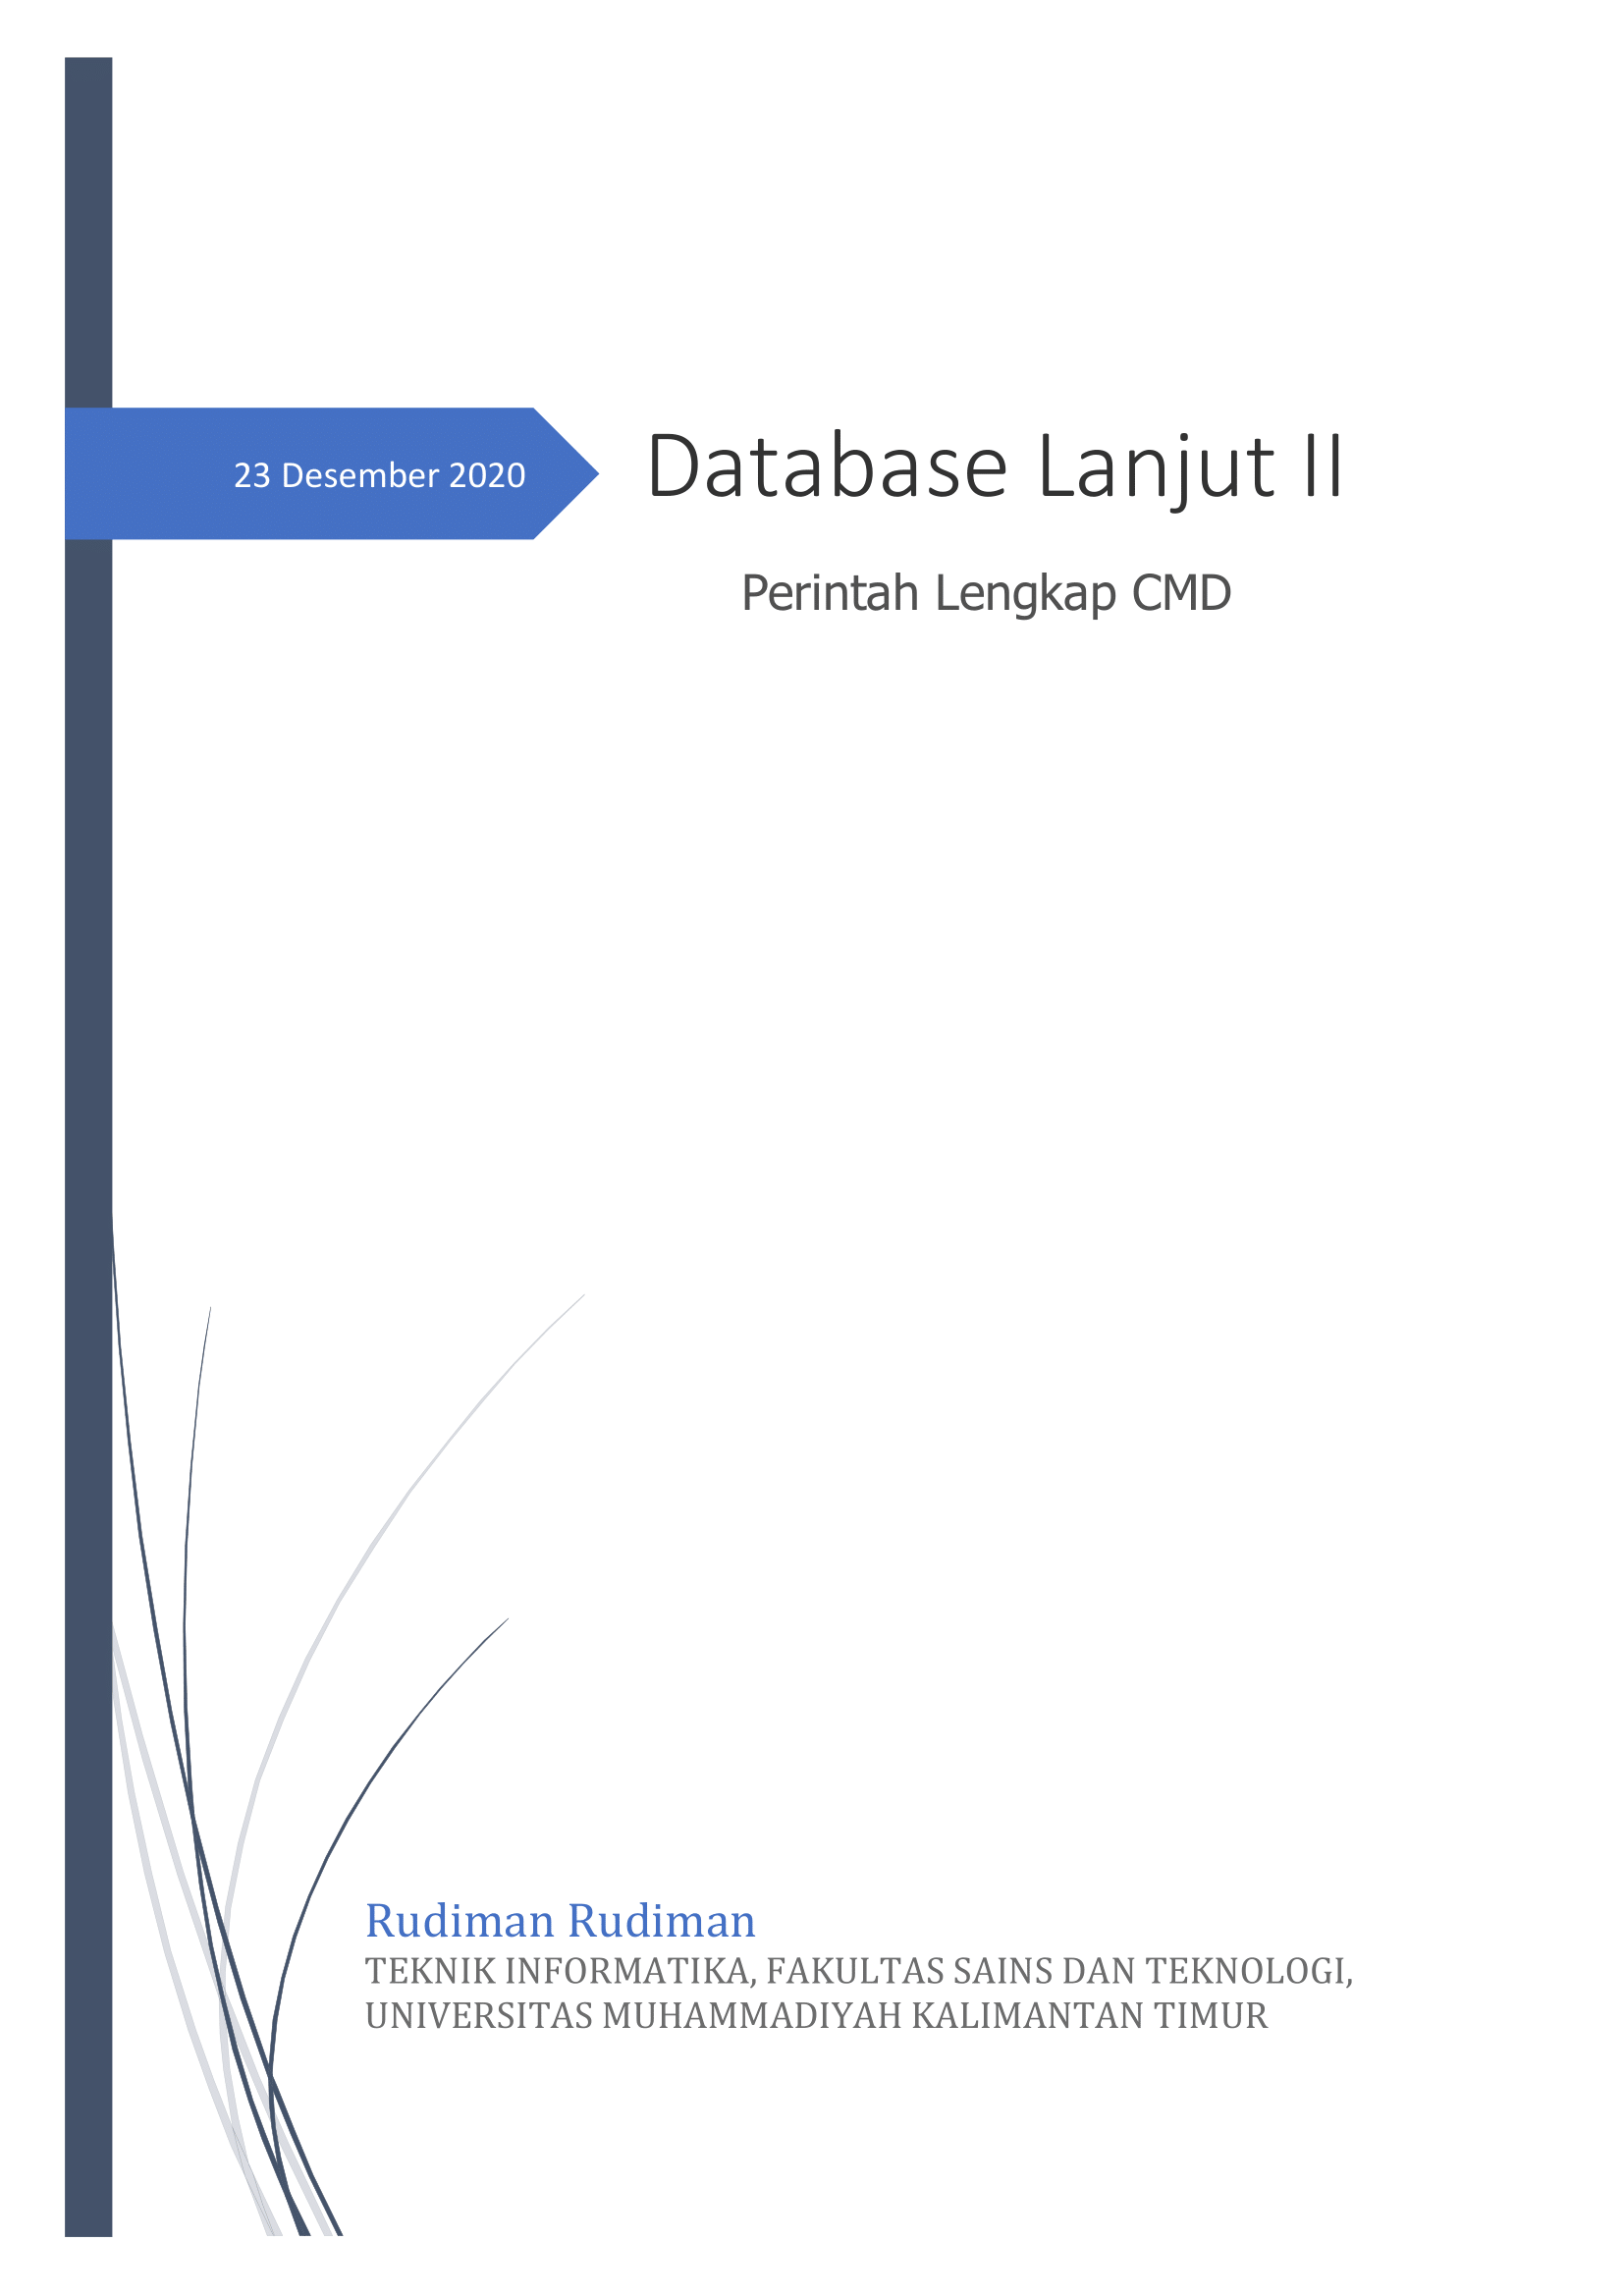 23 Desember 2020
Database Lanjut II
Perintah Lengkap CMD
Rudiman Rudiman
TEKNIK INFORMATIKA, FAKULTAS SAINS DAN TEKNOLOGI,
UNIVERSITAS MUHAMMADIYAH KALIMANTAN TIMUR